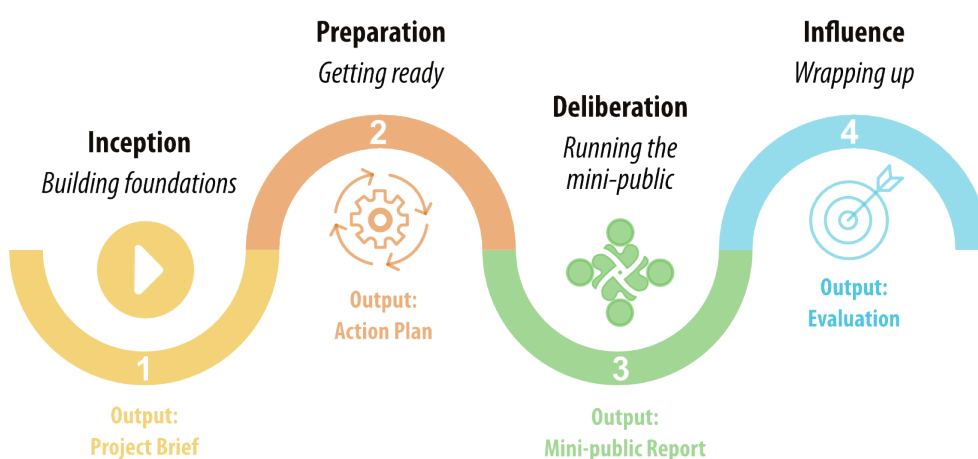 Inception
Building foundations
1
Output:
Project Brief
Preparation
Getting ready
2
Output:
Action Plan
Deliberation
Running the
mini-public
3
Output:
Mini-public Report
Influence
Wrapping up
4
Output:
Evaluation